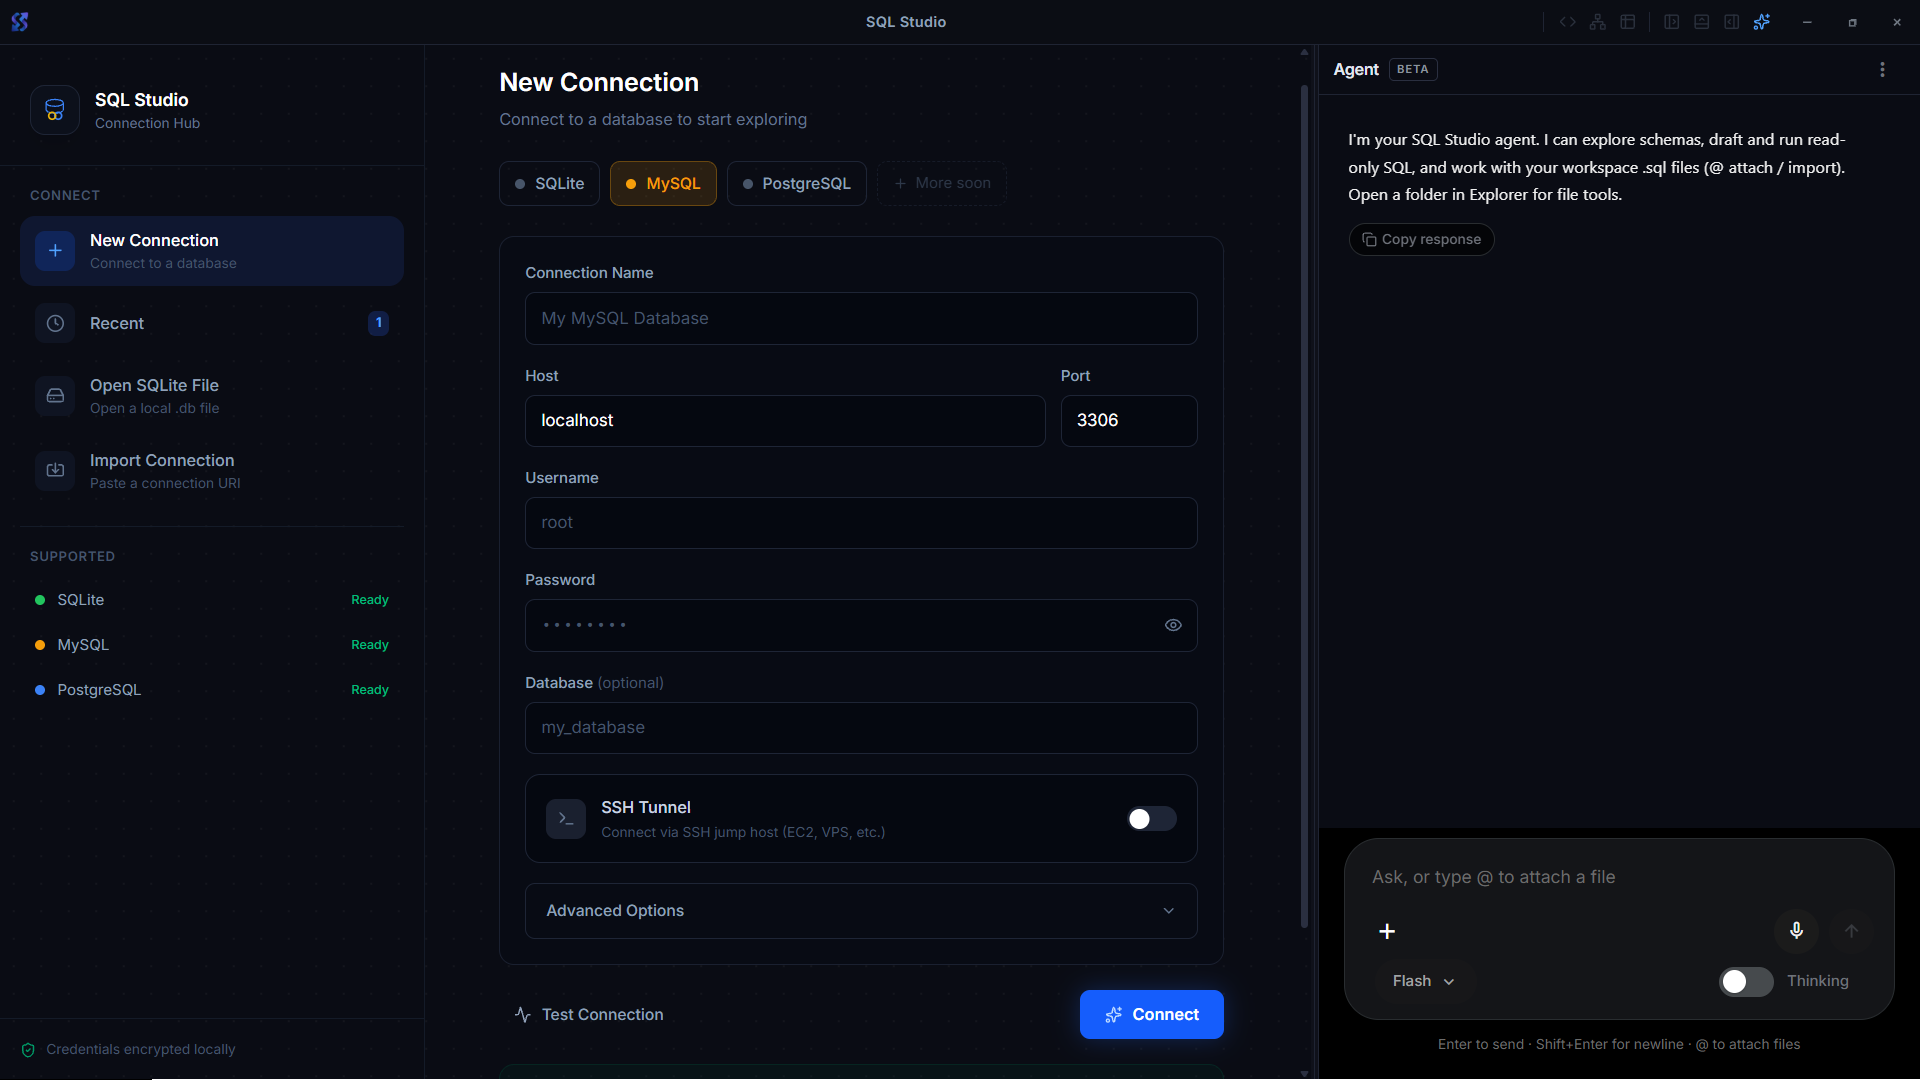 SQL Studio
SQL Studio
Connection Hub
CONNECT
New Connection
Connect to a database
Recent
1
Open SQLite File
Open a local .db file
Import Connection
Paste a connection URI
SUPPORTED
SQLite
Ready
MySQL
Ready
PostgreSQL
Ready
Credentials encrypted locally
New Connection
Connect to a database to start exploring
SQLite
MySQL
PostgreSQL
+ More soon
Connection Name
My MySQL Database
Host
Port
localhost
3306
Username
root
Password
••••••••
Database (optional)
my_database
SSH Tunnel
Connect via SSH jump host (EC2, VPS, etc.)
Advanced Options
Test Connection
Connect
Agent
BETA
I'm your SQL Studio agent. I can explore schemas, draft and run read-
only SQL, and work with your workspace .sql files (@ attach / import).
Open a folder in Explorer for file tools.
Copy response
Ask, or type @ to attach a file
Flash
Thinking
Enter to send · Shift+Enter for newline · @ to attach files